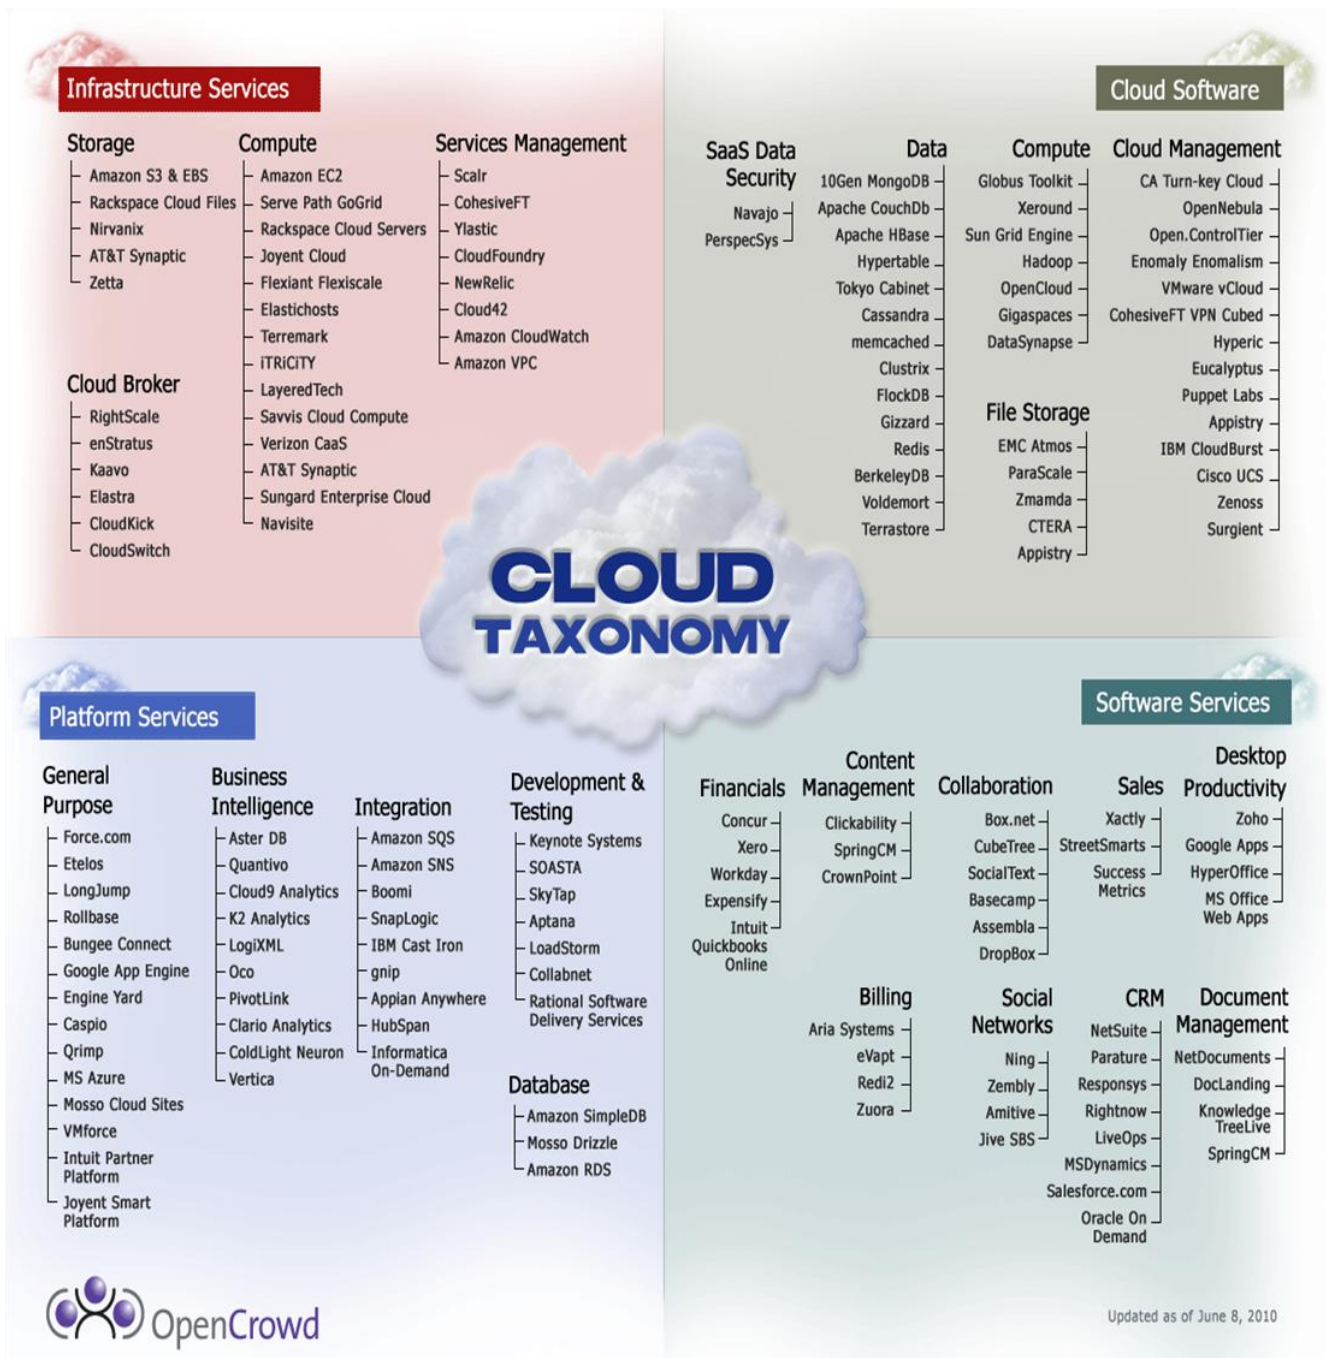 Infrastructure Services
Storage
Amazon S3 & EBS
Rackspace Cloud Files
Nirvanix
AT&T Synaptic
Zetta
Cloud Broker
RightScale
enStratus
Kaavo
Elastra
CloudKick
CloudSwitch
Compute
Amazon EC2
Serve Path GoGrid
Rackspace Cloud Servers
Joyent Cloud
Flexiant Flexiscale
Elastichosts
Terremark
iTRiCiTY
LayeredTech
Savvis Cloud Compute
Verizon CaaS
AT&T Synaptic
Sungard Enterprise Cloud
Navisite
Services Management
Scalr
CohesiveFT
Ylastic
CloudFoundry
NewRelic
Cloud42
Amazon CloudWatch
Amazon VPC
Cloud Software
SaaS Data
Security
Navajo
PerspecSys
Data
10Gen MongoDB
Apache CouchDb
Apache HBase
Hypertable
Tokyo Cabinet
Cassandra
memcached
Clustrix
FlockDB
Gizzard
Redis
BerkeleyDB
Voldemort
Terrastore
Compute
Globus Toolkit
Xeround
Sun Grid Engine
Hadoop
OpenCloud
Gigaspaces
DataSynapse
File Storage
EMC Atmos
ParaScale
Zmamda
CTERA
Appistry
Cloud Management
CA Turn-key Cloud
OpenNebula
Open.ControlTier
Enomaly Enomalism
VMware vCloud
CohesiveFT VPN Cubed
Hyperic
Eucalyptus
Puppet Labs
Appistry
IBM CloudBurst
Cisco UCS
Zenoss
Surgient
CLOUD
TAXONOMY
Platform Services
General
Purpose
Force.com
Etelos
LongJump
Rollbase
Bungee Connect
Google App Engine
Engine Yard
Caspio
Qrimp
MS Azure
Mosso Cloud Sites
VMforce
Intuit Partner
Platform
Joyent Smart
Platform
Business
Intelligence
Aster DB
Quantivo
Cloud9 Analytics
K2 Analytics
LogiXML
Oco
PivotLink
Clario Analytics
ColdLight Neuron
Vertica
Integration
Amazon SQS
Amazon SNS
Boomi
SnapLogic
IBM Cast Iron
gnip
Appian Anywhere
HubSpan
Informatica
On-Demand
Development &
Testing
Keynote Systems
SOASTA
SkyTap
Aptana
LoadStorm
Collabnet
Rational Software
Delivery Services
Database
Amazon SimpleDB
Mosso Drizzle
Amazon RDS
Software Services
Financials
Concur
Xero
Workday
Expensify
Intuit
Quickbooks
Online
Content
Management
Clickability
SpringCM
CrownPoint
Collaboration
Box.net
CubeTree
SocialText
Basecamp
Assembla
DropBox
Sales
Xactly
StreetSmarts
Success
Metrics
Desktop
Productivity
Zoho
Google Apps
HyperOffice
MS Office
Web Apps
Billing
Aria Systems
eVapt
Redi2
Zuora
Social
Networks
Ning
Zembly
Amitive
Jive SBS
CRM
NetSuite
Parature
Responsys
Rightnow
LiveOps
MSDynamics
Salesforce.com
Oracle On
Demand
Document
Management
NetDocuments
DocLanding
Knowledge
TreeLive
SpringCM
OpenCrowd
Updated as of June 8, 2010